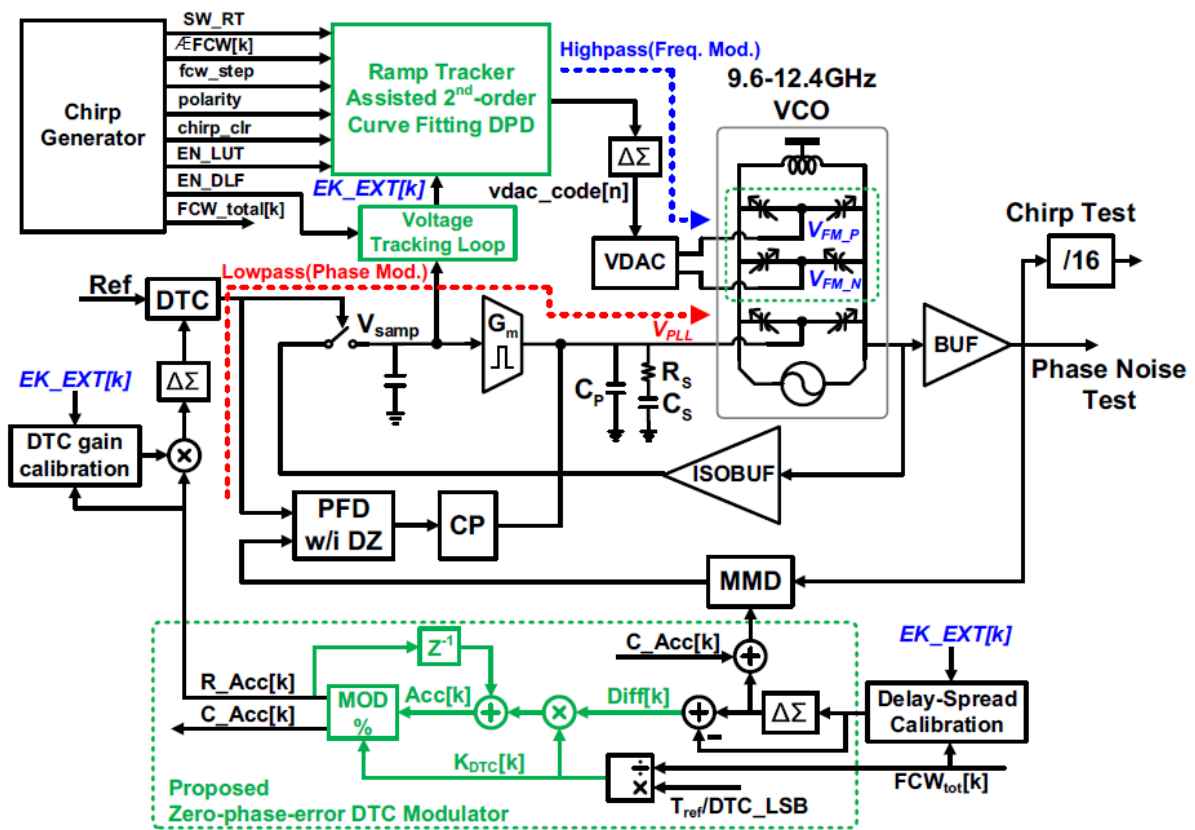 Chirp
Generator
SW_RT
ÆFCW[k]
fcw_step
polarity
chirp_clr
EN_LUT
EN_DLF
FCW_total[k]
Ramp Tracker
Assisted 2nd-order
Curve Fitting DPD
EK_EXT[k]
Voltage
Tracking Loop
Highpass(Freq. Mod.)
ΔΣ
vdac_code[n]
VDAC
9.6-12.4GHz
VCO
VFM_P
VFM_N
Chirp Test
/16
Ref
DTC
Lowpass(Phase Mod.)
Vsamp
Gm
VPLL
CP
RS
CS
BUF
Phase Noise
Test
ΔΣ
EK_EXT[k]
DTC gain
calibration
×
ISOBUF
PFD
w/i DZ
CP
MMD
C_Acc[k]
+
EK_EXT[k]
Z-1
R_Acc[k]
C_Acc[k]
MOD
%
Acc[k]
+
×
Diff[k]
+
-
ΔΣ
Delay-Spread
Calibration
KDTC[k]
÷
×
FCWtot[k]
Tref/DTC_LSB
Proposed
Zero-phase-error DTC Modulator